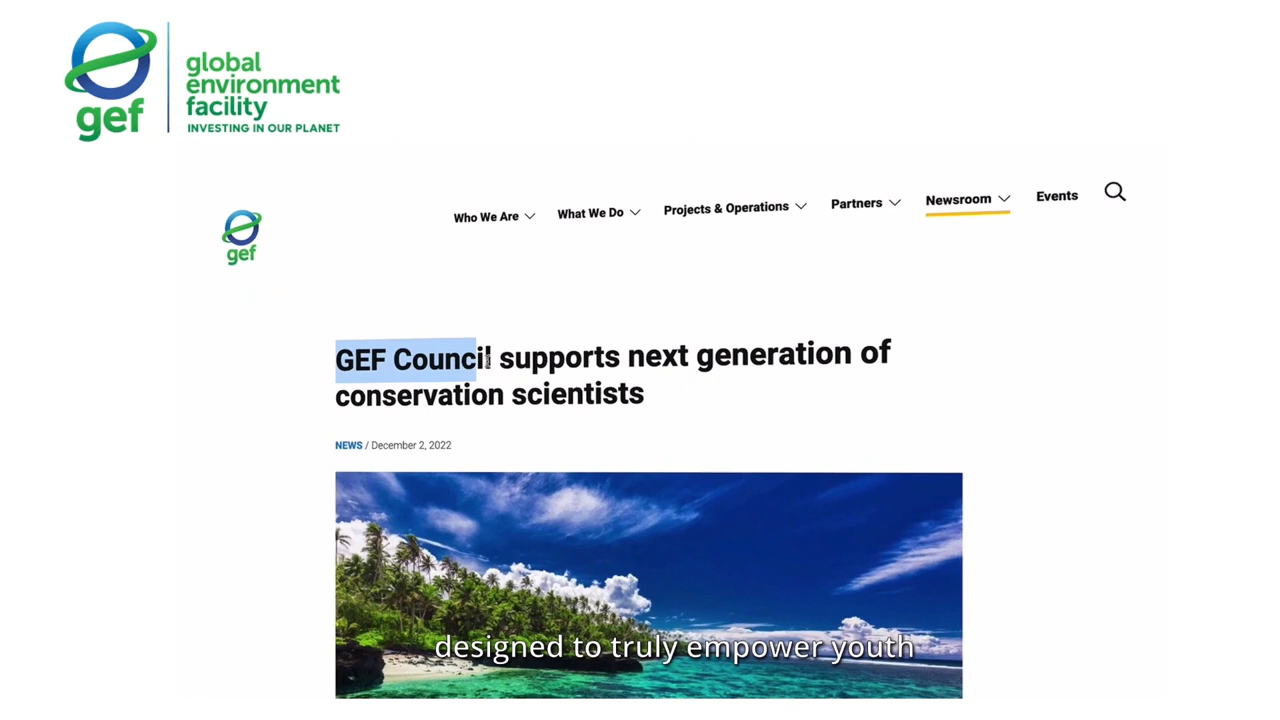 gef
global
environment
facility
INVESTING IN OUR PLANET
gef
Who We Are
What We Do
Projects & Operations
Partners
Newsroom
Events
GEF Council supports next generation of
conservation scientists
NEWS / December 2, 2022
designed to truly empower youth